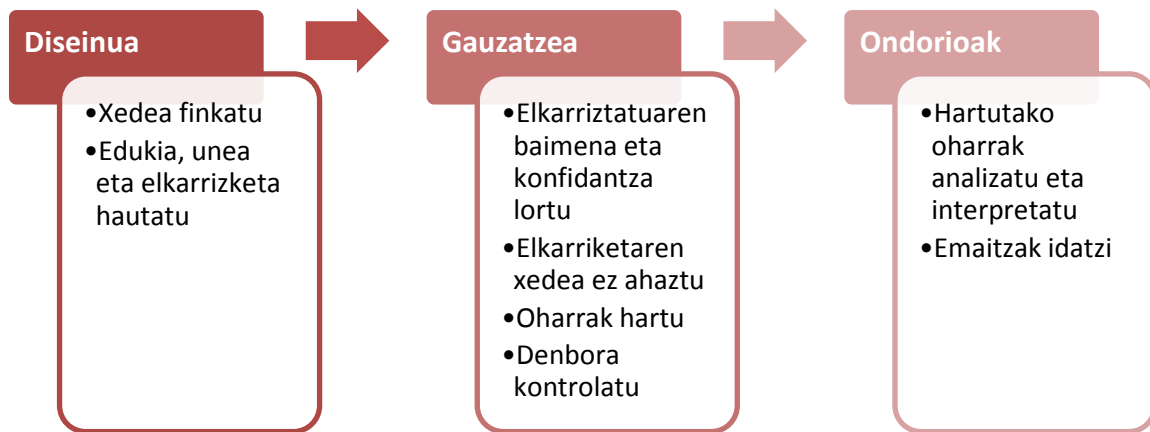 Diseinua
•Xedea finkatu
•Edukia, unea
eta elkarrizketa
hautatu
Gauzatzea
•Elkarriztatuaren
baimena eta
konfidantza
lortu
•Elkarriketaren
xedea ez ahaztu
•Oharrak hartu
•Denbora
kontrolatu
Ondorioak
•Hartutako
oharrak
analizatu eta
interpretatu
•Emaitzak idatzi